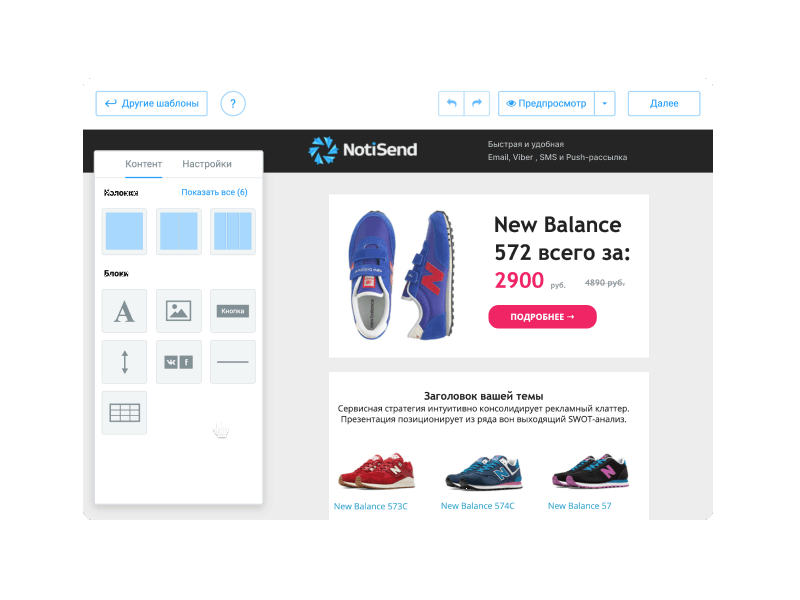 Другие шаблоны
?
Предпросмотр
Далее
NotiSend
Быстрая и удобная
Email, Viber , SMS и Push-рассылка
Контент
Настройки
Колонки
Показать все (6)
Блоки
A
Кнопка
f
New Balance
572 всего за:
2900 руб. 4890 руб.
ПОДРОБНЕЕ →
Заголовок вашей темы
Сервисная стратегия интуитивно консолидирует рекламный клаттер.
Презентация позиционирует из ряда вон выходящий SWOT-анализ.
New Balance 573C
New Balance 574C
New Balance 57